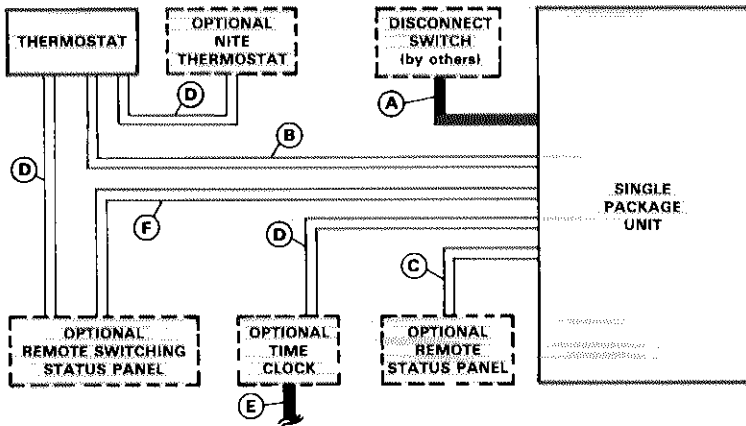 THERMOSTAT
OPTIONAL
NITE
THERMOSTAT
DISCONNECT
SWITCH
(by others)
A
D
B
D
SINGLE
PACKAGE
UNIT
F
D
C
OPTIONAL
REMOTE SWITCHING
STATUS PANEL
OPTIONAL
TIME
CLOCK
OPTIONAL
REMOTE
STATUS PANEL
E